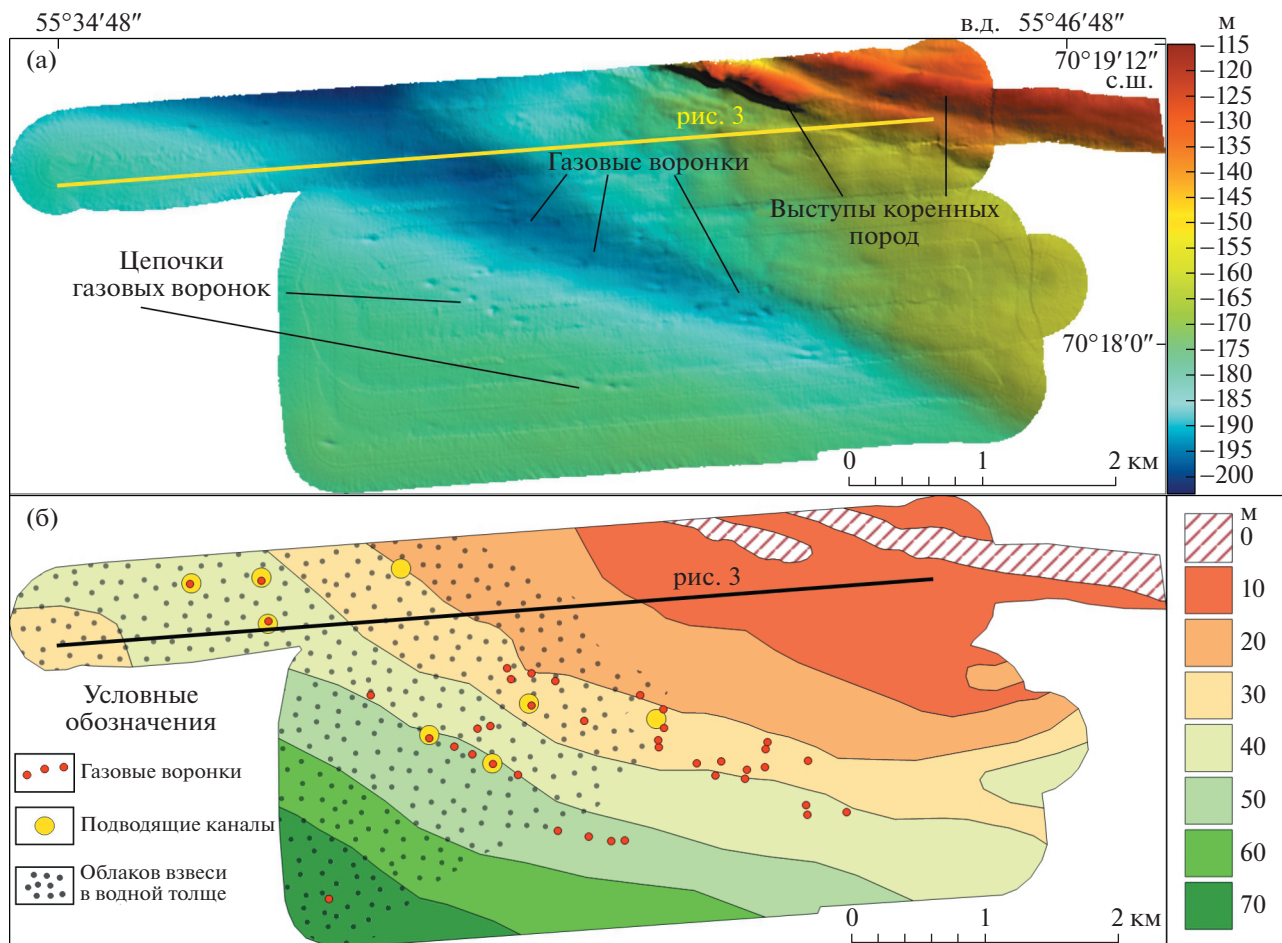 55°34′48″
в.д. 55°46′48″
м
(а)
70°19′12″
с.ш.
рис. 3
Газовые воронки
Выступы коренных
пород
Цепочки
газовых воронок
70°18′0″
0 1 2 км
−115
−120
−125
−130
−135
−140
−145
−150
−155
−160
−165
−170
−175
−180
−185
−190
−195
−200
(б)
рис. 3
Условные
обозначения
Газовые воронки
Подводящие каналы
Облаков взвеси
в водной толще
0 1 2 км
м
0
10
20
30
40
50
60
70